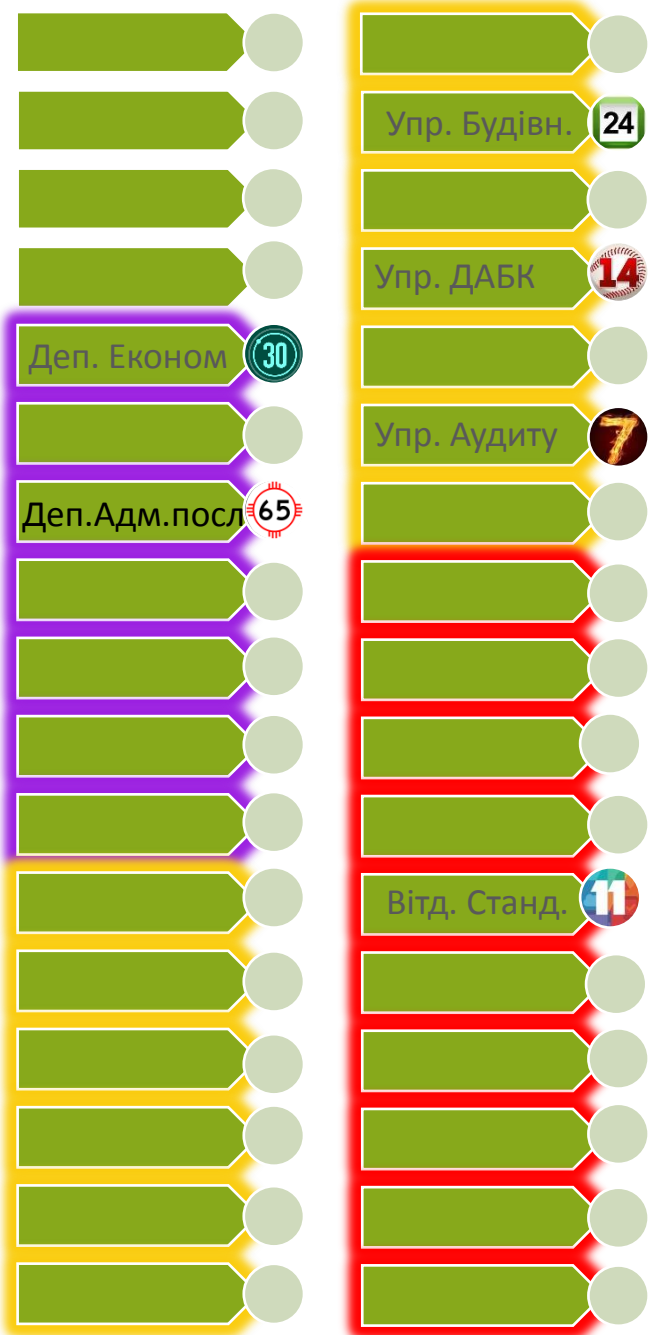 Деп. Економ 30
Деп.Адм.посл 65
Упр. Будівн. 24
Упр. ДАБК 14
Упр. Аудиту 7
Вітд. Станд. 11